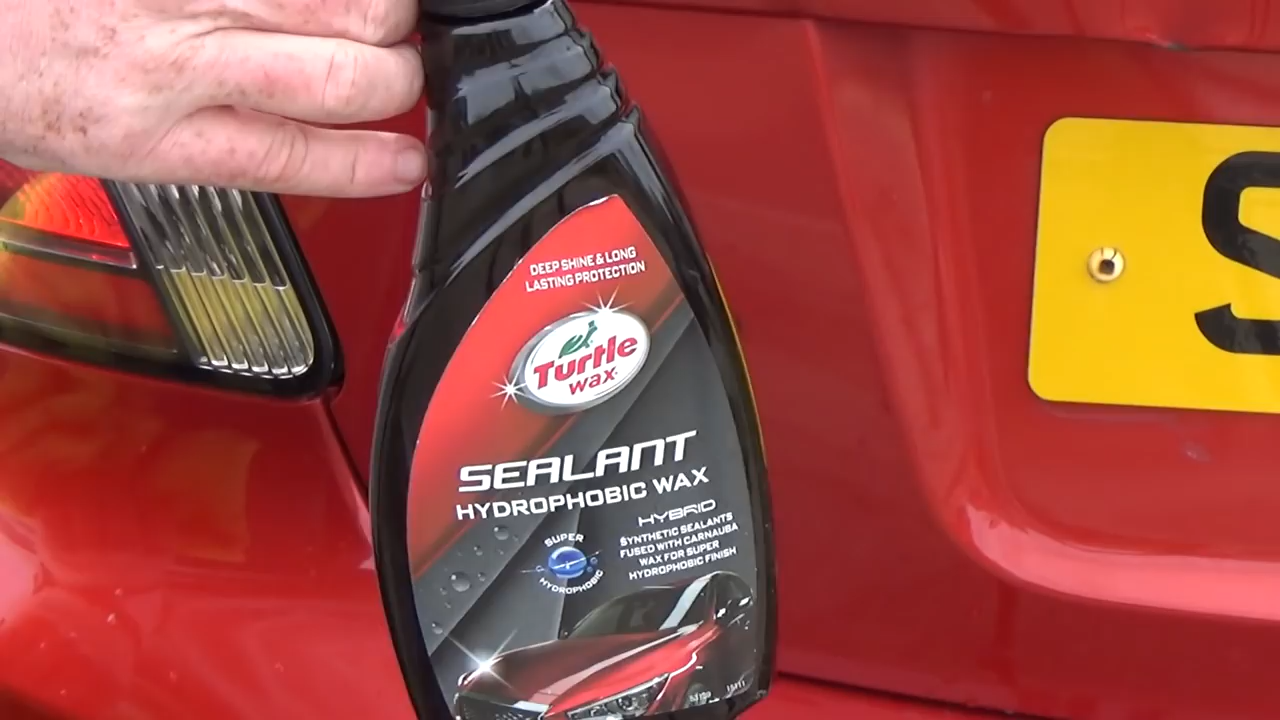 DEEP SHINE & LONG
LASTING PROTECTION
Turtle
wax
SEALANT
HYDROPHOBIC WAX
HYBRID
SYNTHETIC SEALANTS
FUSED WITH CARNAUBA
WAX FOR SUPER
HYDROPHOBIC FINISH
SUPER
HYDROPHOBIC
S